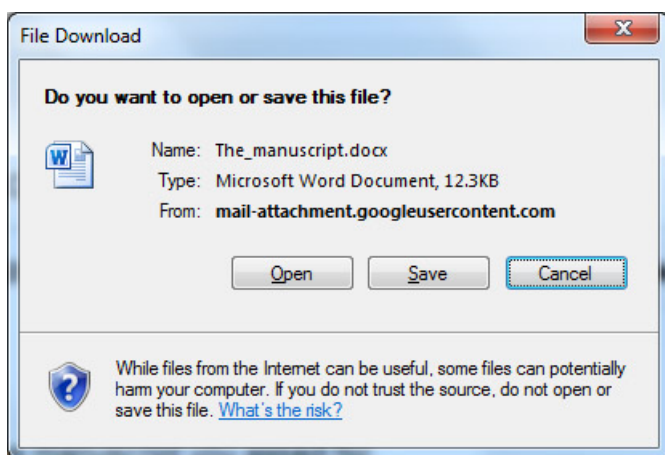 File Download
Do you want to open or save this file?
Name: The_manuscript.docx
Type: Microsoft Word Document, 12.3KB
From: mail-attachment.googleusercontent.com
Open Save Cancel
While files from the Internet can be useful, some files can potentially
harm your computer. If you do not trust the source, do not open or
save this file. What's the risk?